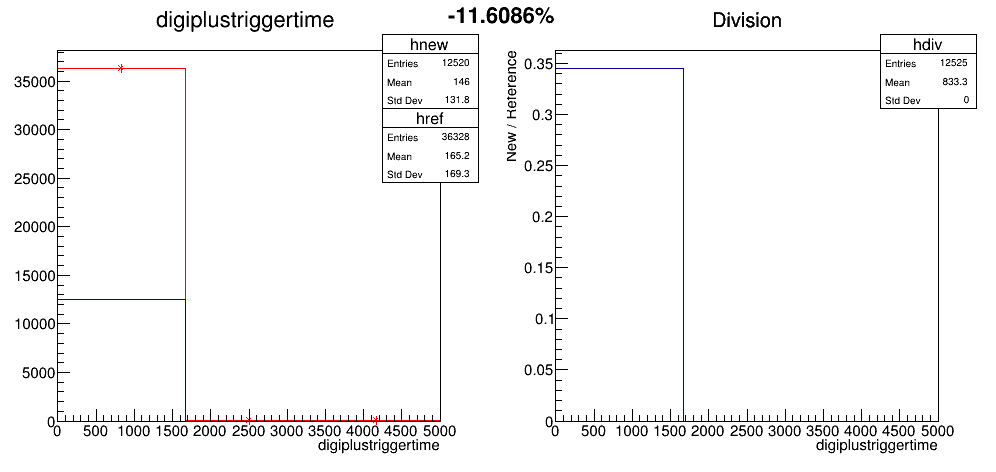 -11.6086%
digiplustriggertime
hnew
Entries 12520
Mean 146
Std Dev 131.8
href
Entries 36328
Mean 165.2
Std Dev 169.3
35000
30000
25000
20000
15000
10000
5000
0
0 500 1000 1500 2000 2500 3000 3500 4000 4500 5000
digiplustriggertime
Division
hdiv
Entries 12525
Mean 833.3
Std Dev 0
New / Reference
0.35
0.3
0.25
0.2
0.15
0.1
0.05
0
0 500 1000 1500 2000 2500 3000 3500 4000 4500 5000
digiplustriggertime